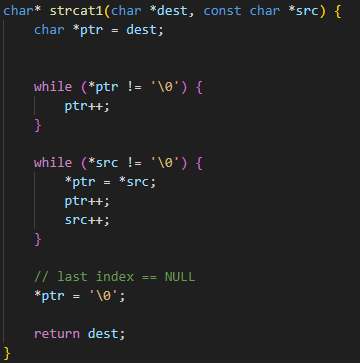 char* strcat1(char *dest, const char *src) {
    char *ptr = dest;
    while (*ptr != '\0') {
        ptr++;
    }
    while (*src != '\0') {
        *ptr = *src;
        ptr++;
        src++;
    }
    // last index == NULL
    *ptr = '\0';
    return dest;
}